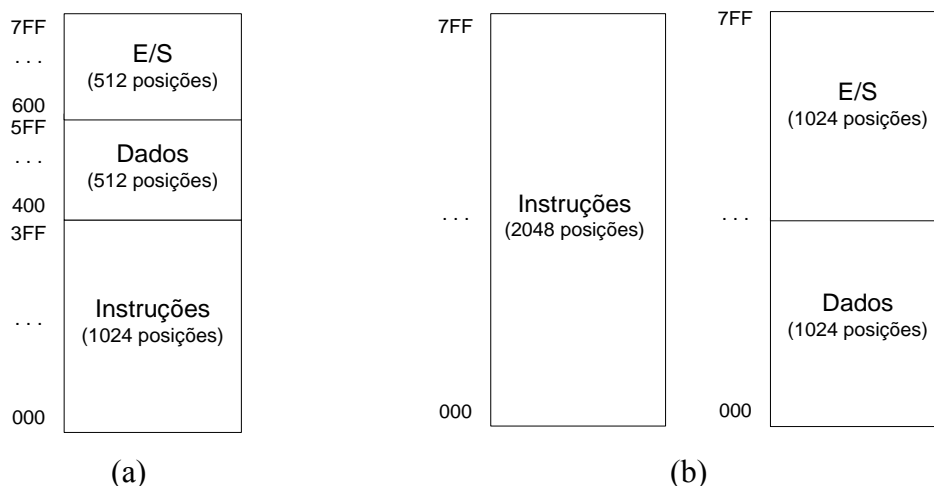 7FF
E/S
(512 posições)
. . .
600
5FF
Dados
(512 posições)
. . .
400
3FF
Instruções
(1024 posições)
. . .
000
(a)
7FF
Instruções
(2048 posições)
. . .
000
7FF
E/S
(1024 posições)
. . .
Dados
(1024 posições)
000
(b)